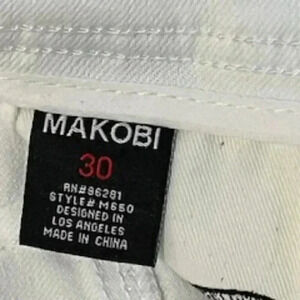 MAKOBI
30
RN#96281
STYLE# M650
DESIGNED IN
LOS ANGELES
MADE IN CHINA